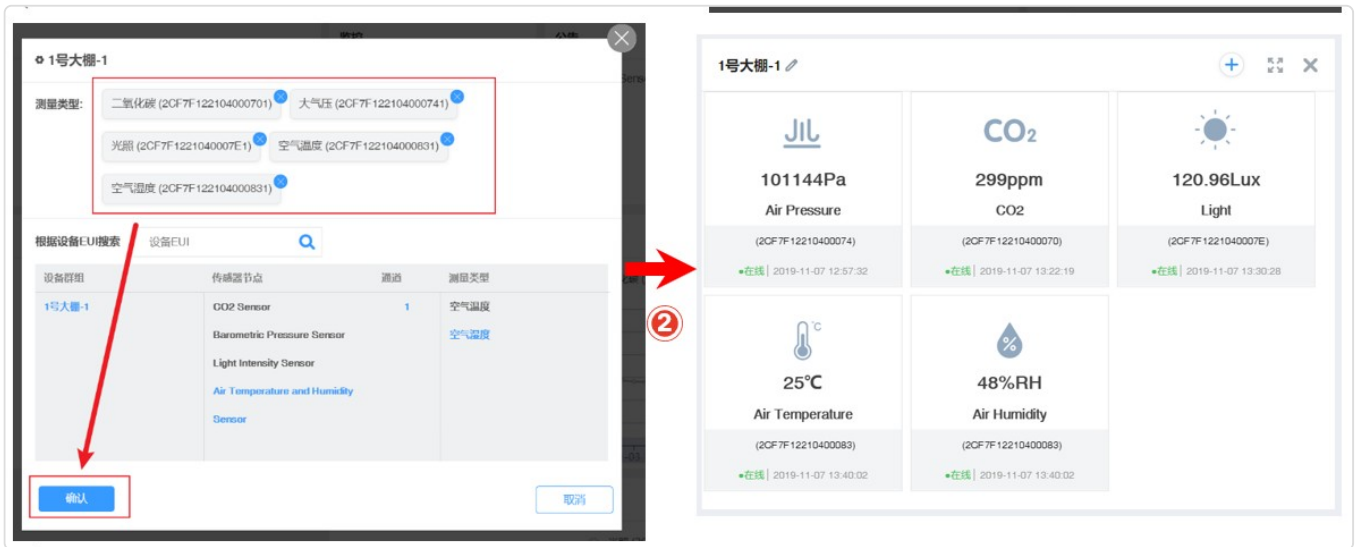 监控
公告
1号大棚-1
测量类型:
二氧化碳 (2CF7F122104000701)
大气压 (2CF7F122104000741)
光照 (2CF7F1221040007E1)
空气温度 (2CF7F122104000831)
空气湿度 (2CF7F122104000831)
根据设备EUI搜索
设备EUI
设备群组 传感器节点 通道 测量类型
1号大棚-1 CO2 Sensor 1 空气温度
Barometric Pressure Sensor 空气湿度
Light Intensity Sensor
Air Temperature and Humidity
Sensor
确认
取消
②
1号大棚-1
CO₂
101144Pa 299ppm 120.96Lux
Air Pressure CO2 Light
(2CF7F12210400074) (2CF7F12210400070) (2CF7F1221040007E)
•在线 | 2019-11-07 12:57:32 •在线 | 2019-11-07 13:22:19 •在线 | 2019-11-07 13:30:28
°C
%
25℃ 48%RH
Air Temperature Air Humidity
(2CF7F12210400083) (2CF7F12210400083)
•在线 | 2019-11-07 13:40:02 •在线 | 2019-11-07 13:40:02